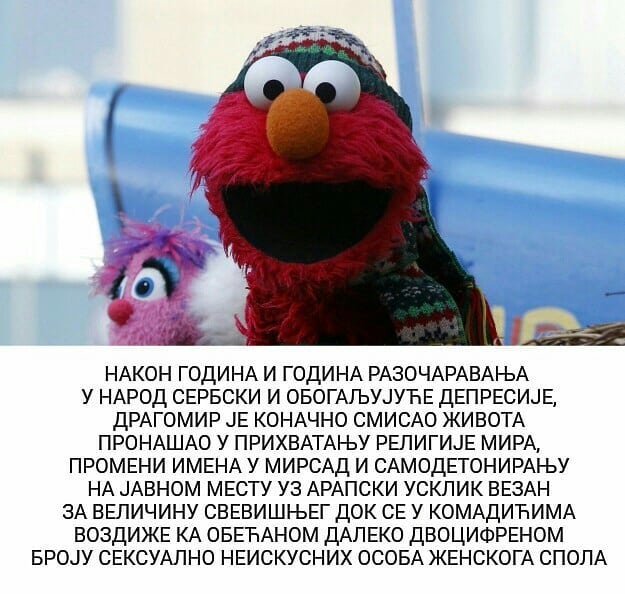 НАКОН ГОДИНА И ГОДИНА РАЗОЧАРАВАЊА
У НАРОД СЕРБСКИ И ОБОГАЉУЈУЋЕ ДЕПРЕСИЈЕ,
ДРАГОМИР ЈЕ КОНАЧНО СМИСАО ЖИВОТА
ПРОНАШАО У ПРИХВАТАЊУ РЕЛИГИЈЕ МИРА,
ПРОМЕНИ ИМЕНА У МИРСАД И САМОДЕТОНИРАЊУ
НА ЈАВНОМ МЕСТУ УЗ АРАПСКИ УСКЛИК ВЕЗАН
ЗА ВЕЛИЧИНУ СВЕВИШЊЕГ ДОК СЕ У КОМАДИЋИМА
ВОЗДИЖЕ КА ОБЕЋАНОМ ДАЛЕКО ДВОЦИФРЕНОМ
БРОЈУ СЕКСУАЛНО НЕИСКУСНИХ ОСОБА ЖЕНСКОГА СПОЛА